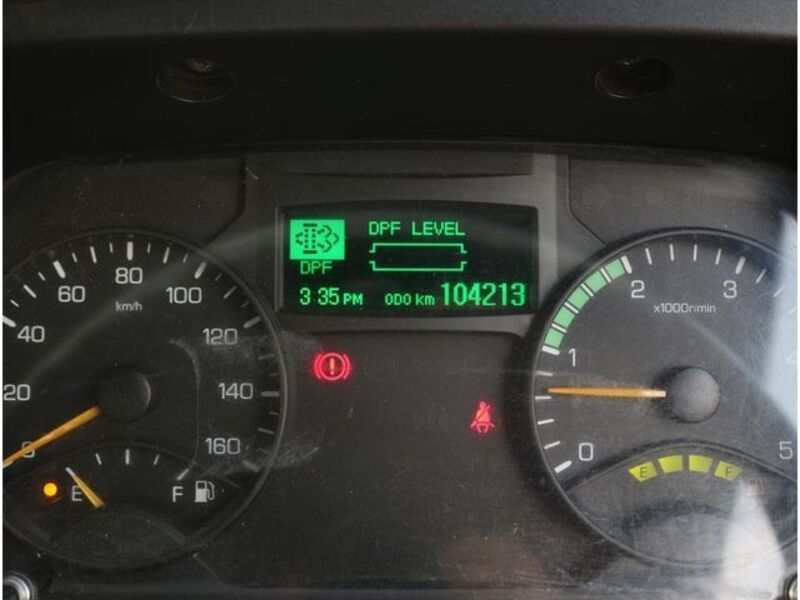 DPF LEVEL
DPF
3:35 PM ODO km 104213
0 20 40 60 80 100 120 140 160
km/h
E F
0 1 2 3 5
x1000r/min
E F